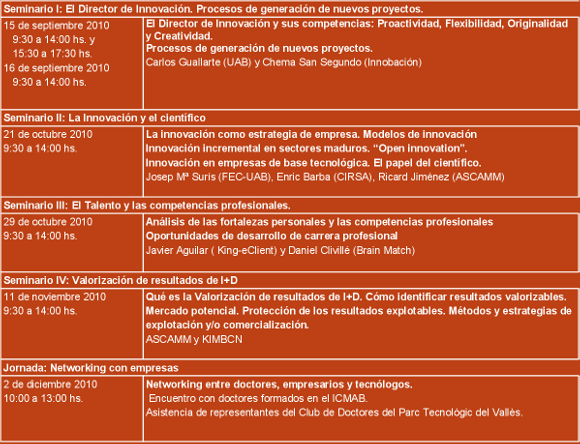 Seminario I: El Director de Innovación. Procesos de generación de nuevos proyectos.
15 de septiembre 2010
9:30 a 14:00 hs. y
15:30 a 17:30 hs.
16 de septiembre 2010
9:30 a 14:00 hs.
El Director de Innovación y sus competencias: Proactividad, Flexibilidad, Originalidad
y Creatividad.
Procesos de generación de nuevos proyectos.
Carlos Guallarte (UAB) y Chema San Segundo (Innobación)
Seminario II: La Innovación y el científico
21 de octubre 2010
9:30 a 14:00 hs.
La innovación como estrategia de empresa. Modelos de Innovación
Innovación incremental en sectores maduros. “Open innovation”.
Innovación en empresas de base tecnológica. El papel del científico.
Josep Mª Surís (FEC-UAB), Enric Barba (CIRSA), Ricard Jiménez (ASCAMM)
Seminario III: El Talento y las competencias profesionales.
29 de octubre 2010
9:30 a 14:00 hs.
Análisis de las fortalezas personales y las competencias profesionales
Oportunidades de desarrollo de carrera profesional
Javier Aguilar ( King-eClient) y Daniel Clivillé (Brain Match)
Seminario IV: Valorización de resultados de I+D
11 de noviembre 2010
9:30 a 14:00 hs.
Qué es la Valorización de resultados de I+D. Cómo identificar resultados valorizables.
Mercado potencial. Protección de los resultados explotables. Métodos y estrategias de
explotación y/o comercialización.
ASCAMM y KIMBCN
Jornada: Networking con empresas
2 de diciembre 2010
10:00 a 13:00 hs.
Networking entre doctores, empresarios y tecnólogos.
Encuentro con doctores formados en el ICMAB.
Asistencia de representantes del Club de Doctores del Parc Tecnològic del Vallès.